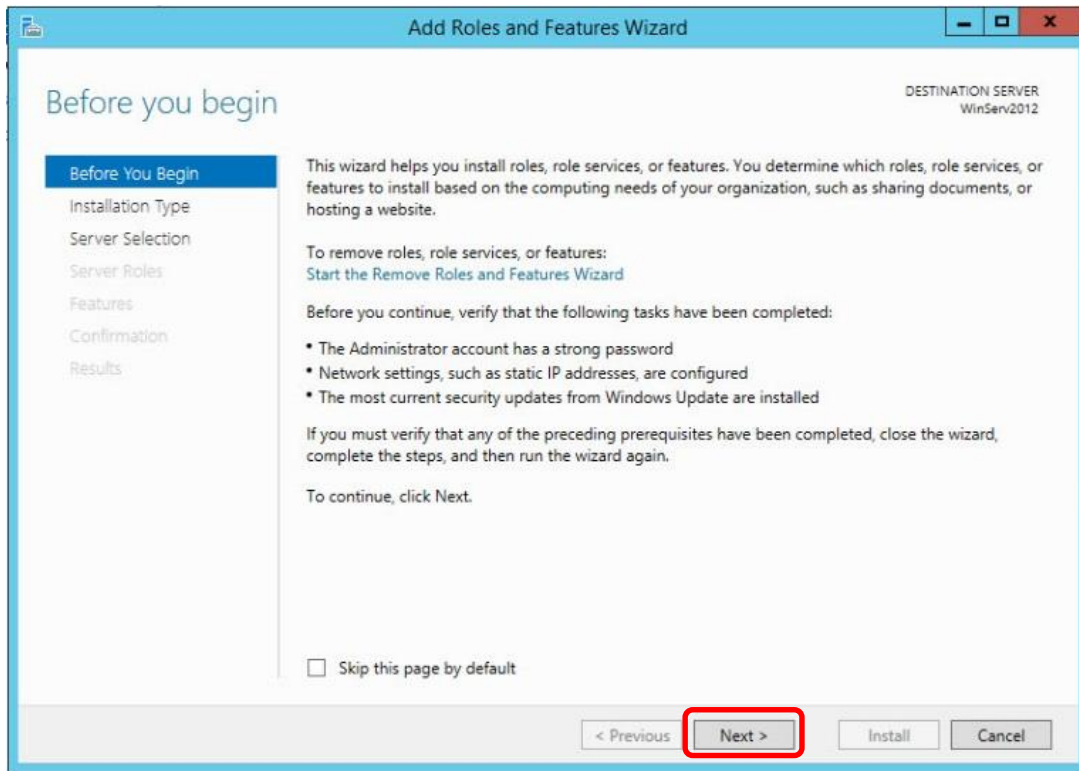 Add Roles and Features Wizard
Before you begin
DESTINATION SERVER
WinServ2012
Before You Begin
Installation Type
Server Selection
Server Roles
Features
Confirmation
Results
This wizard helps you install roles, role services, or features. You determine which roles, role services, or
features to install based on the computing needs of your organization, such as sharing documents, or
hosting a website.
To remove roles, role services, or features:
Start the Remove Roles and Features Wizard
Before you continue, verify that the following tasks have been completed:
• The Administrator account has a strong password
• Network settings, such as static IP addresses, are configured
• The most current security updates from Windows Update are installed
If you must verify that any of the preceding prerequisites have been completed, close the wizard,
complete the steps, and then run the wizard again.
To continue, click Next.
Skip this page by default
< Previous
Next >
Install
Cancel